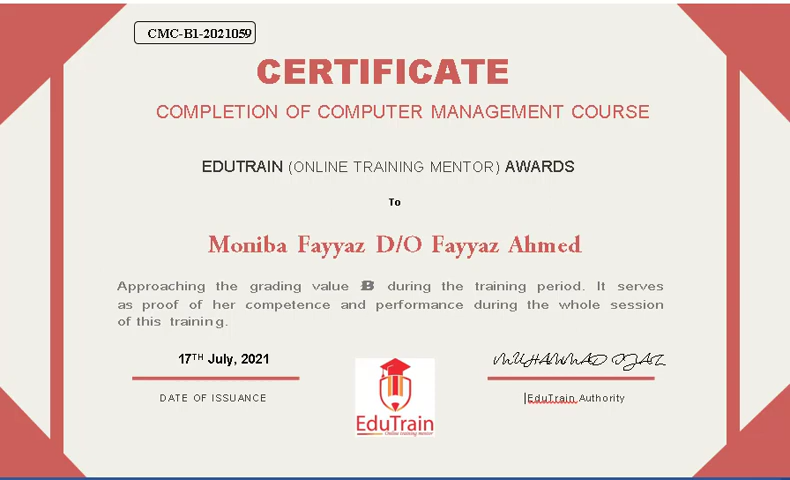 CMC-B1-2021059
CERTIFICATE
COMPLETION OF COMPUTER MANAGEMENT COURSE
EDUTRAIN (ONLINE TRAINING MENTOR) AWARDS
To
Moniba Fayyaz D/O Fayyaz Ahmed
Approaching the grading value B during the training period. It serves
as proof of her competence and performance during the whole session
of this training.
17TH July, 2021
MUHAMMAD IJAZ
DATE OF ISSUANCE
EduTrain Authority
EduTrain
Online training mentor